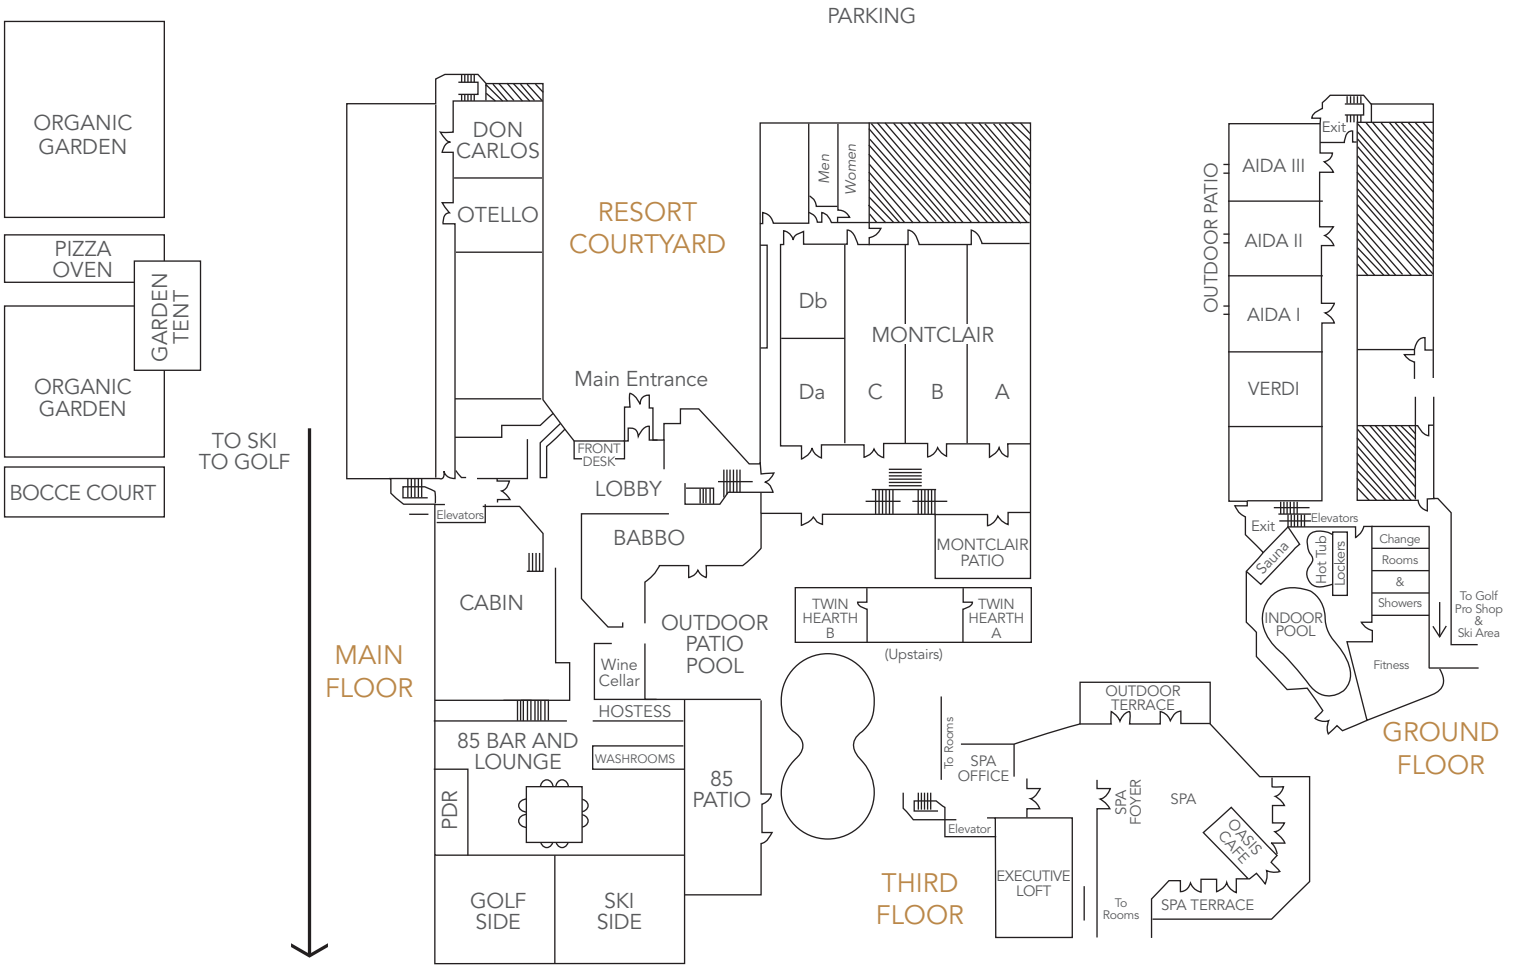 PARKING
ORGANIC
GARDEN
PIZZA
OVEN
GARDEN
TENT
ORGANIC
GARDEN
BOCCE COURT
TO SKI
TO GOLF
DON
CARLOS
OTELLO
RESORT
COURTYARD
Main Entrance
FRONT
DESK
LOBBY
Elevators
BABBO
CABIN
MAIN
FLOOR
Wine
Cellar
HOSTESS
85 BAR AND
LOUNGE
WASHROOMS
PDR
85
PATIO
GOLF
SIDE
SKI
SIDE
OUTDOOR
PATIO
POOL
Men
Women
Db
Da
MONTCLAIR
C
B
A
MONTCLAIR
PATIO
TWIN
HEARTH
B
TWIN
HEARTH
A
(Upstairs)
To Rooms
SPA
OFFICE
OUTDOOR
TERRACE
SPA
FOYER
SPA
OASIS
CAFE
Elevator
EXECUTIVE
LOFT
To
Rooms
SPA TERRACE
THIRD
FLOOR
Exit
OUTDOOR PATIO
AIDA III
AIDA II
AIDA I
VERDI
Exit
Elevators
Sauna
Hot Tub
Lockers
Change
Rooms
&
Showers
INDOOR
POOL
Fitness
To Golf
Pro Shop
&
Ski Area
GROUND
FLOOR